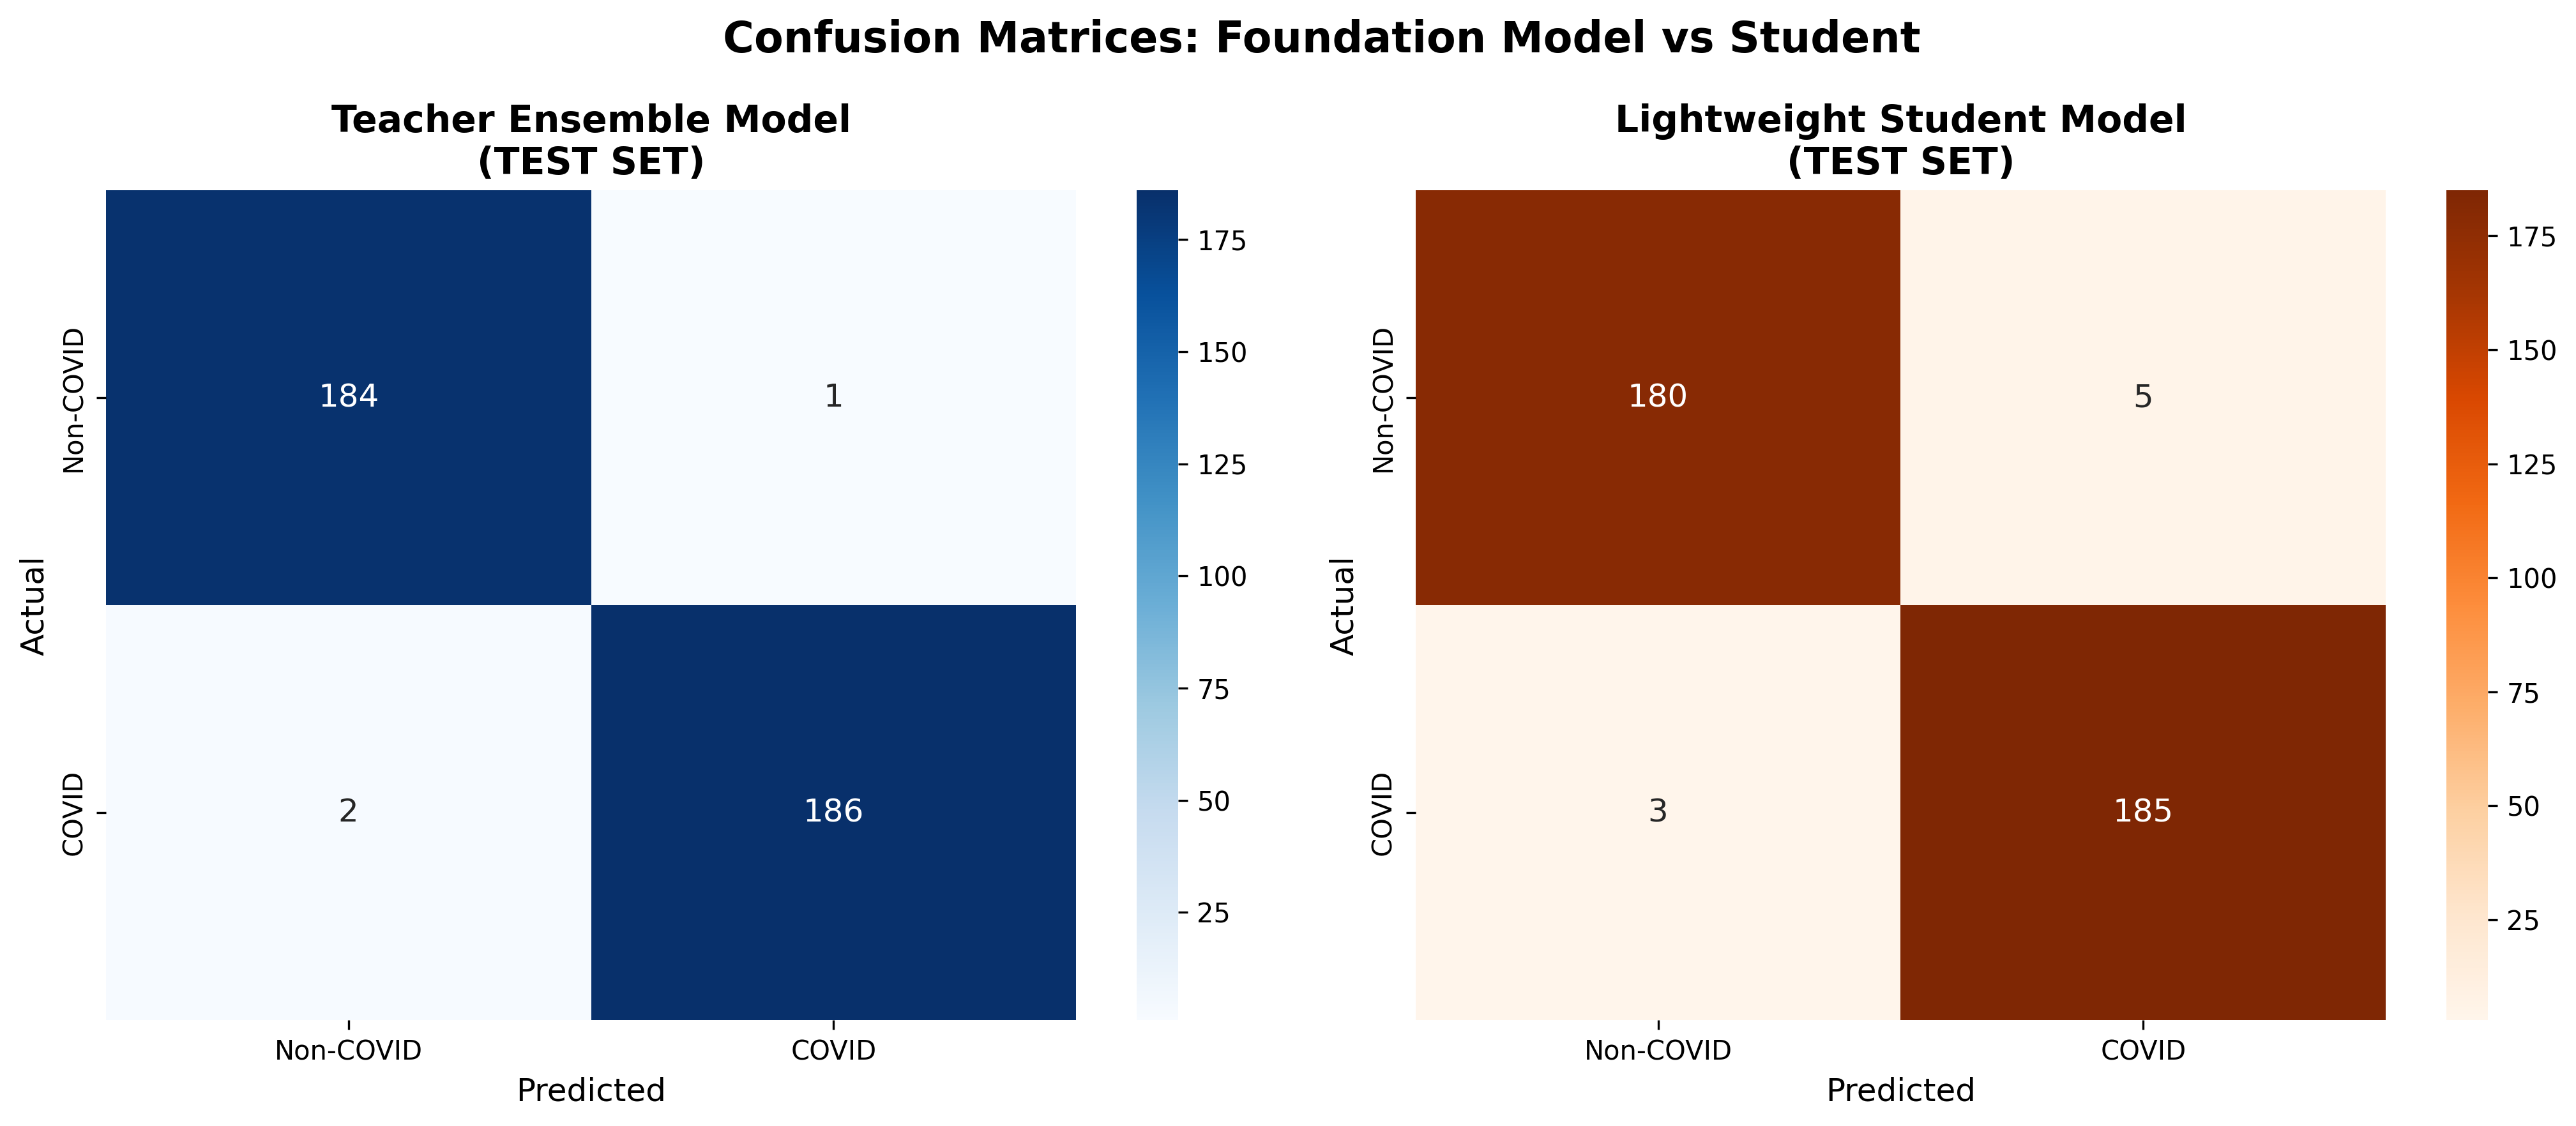 Confusion Matrices: Foundation Model vs Student
Teacher Ensemble Model
(TEST SET)
Actual
Non-COVID
COVID
184
1
2
186
Non-COVID
COVID
Predicted
175
150
125
100
75
50
25
Lightweight Student Model
(TEST SET)
Actual
Non-COVID
COVID
180
5
3
185
Non-COVID
COVID
Predicted
175
150
125
100
75
50
25